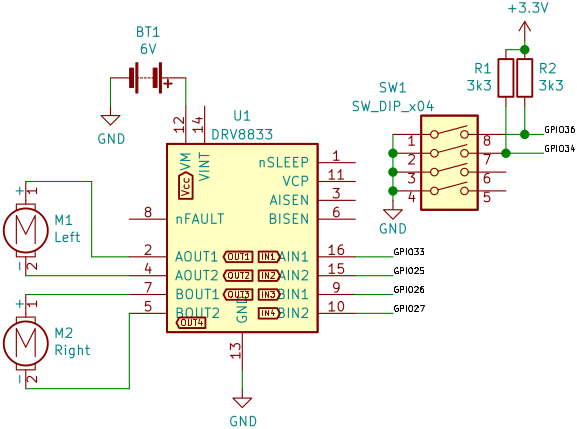 +3.3V
BT1
6V
+
GND
R1
3k3
R2
3k3
SW1
SW_DIP_x04
GPIO36
GPIO34
1
2
3
4
8
7
6
5
GND
U1
DRV8833
12
14
VM
VINT
Vcc
nSLEEP 1
VCP 11
AISEN 3
BISEN 6
8 nFAULT
+ 1
M1
Left
M
- 2
2 AOUT1 OUT1 IN1 AIN1 16 GPIO33
4 AOUT2 OUT2 IN2 AIN2 15 GPIO25
7 BOUT1 OUT3 IN3 BIN1 9 GPIO26
5 BOUT2 OUT4 IN4 BIN2 10 GPIO27
GND
+ 1
M2
Right
M
- 2
13
GND